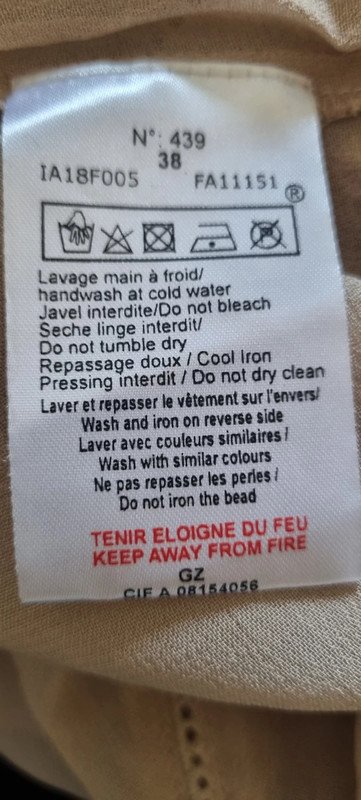 N°: 439
38
IA18F005 FA11151
®
Lavage main à froid/
handwash at cold water
Javel interdite/Do not bleach
Seche linge interdit/
Do not tumble dry
Repassage doux / Cool Iron
Pressing interdit / Do not dry clean
Laver et repasser le vêtement sur l'envers/
Wash and iron on reverse side
Laver avec couleurs similaires /
Wash with similar colours
Ne pas repasser les perles /
Do not iron the bead
TENIR ELOIGNE DU FEU
KEEP AWAY FROM FIRE
GZ
CIF A 08154056